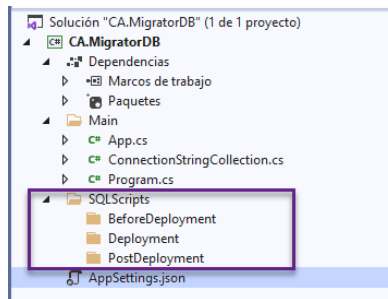 Solución "CA.MigratorDB" (1 de 1 proyecto)
C# CA.MigratorDB
Dependencias
Marcos de trabajo
Paquetes
Main
C# App.cs
C# ConnectionStringCollection.cs
C# Program.cs
SQLScripts
BeforeDeployment
Deployment
PostDeployment
AppSettings.json